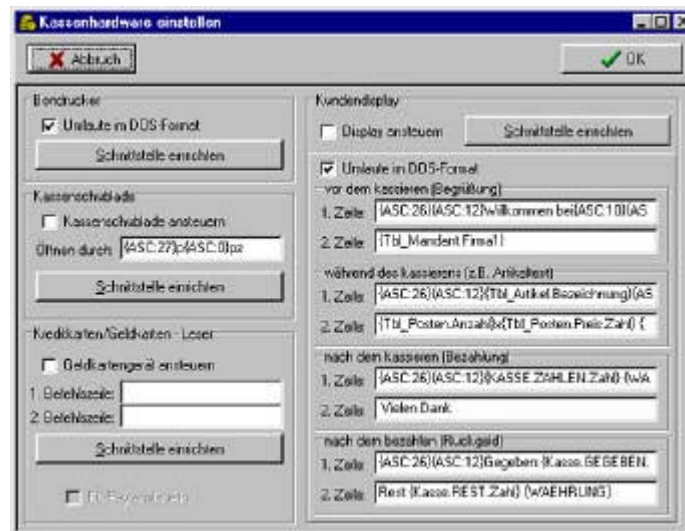 Kassenhardware einstellen
Abbruch
OK
Bondrucker
Umlaute im DOS-Format
Schnittstelle einrichten
Kassenschublade
Kassenschublade ansteuern
Öffnen durch: {ASC:27}p{ASC:0}pz
Schnittstelle einrichten
Kreditkarten/Geldkarten - Leser
Geldkartengerät ansteuern
1. Befehlszeile:
2. Befehlszeile:
Schnittstelle einrichten
Kundendisplay
Display ansteuern
Schnittstelle einrichten
Umlaute im DOS-Format
vor dem kassieren (Begrüßung)
1. Zeile: {ASC:26}{ASC:12}Willkommen bei{ASC:10}{AS
2. Zeile: {Tbl_Mandant.Firma1}
während des kassierens (z.B. Artikeltext)
1. Zeile: {ASC:26}{ASC:12}{Tbl_Artikel.Bezeichnung}{AS
2. Zeile: {Tbl_Posten.Anzahl}x{Tbl_Posten.Preis:Zahl} {
nach dem kassieren (Bezahlung)
1. Zeile: {ASC:26}{ASC:12}{KASSE.ZAHLEN:Zahl} {WA
2. Zeile: Vielen Dank
nach dem bezahlen (Rückgeld)
1. Zeile: {ASC:26}{ASC:12}Gegeben {Kasse.GEGEBEN.
2. Zeile: Rest {Kasse.REST:Zahl} {WAEHRUNG}